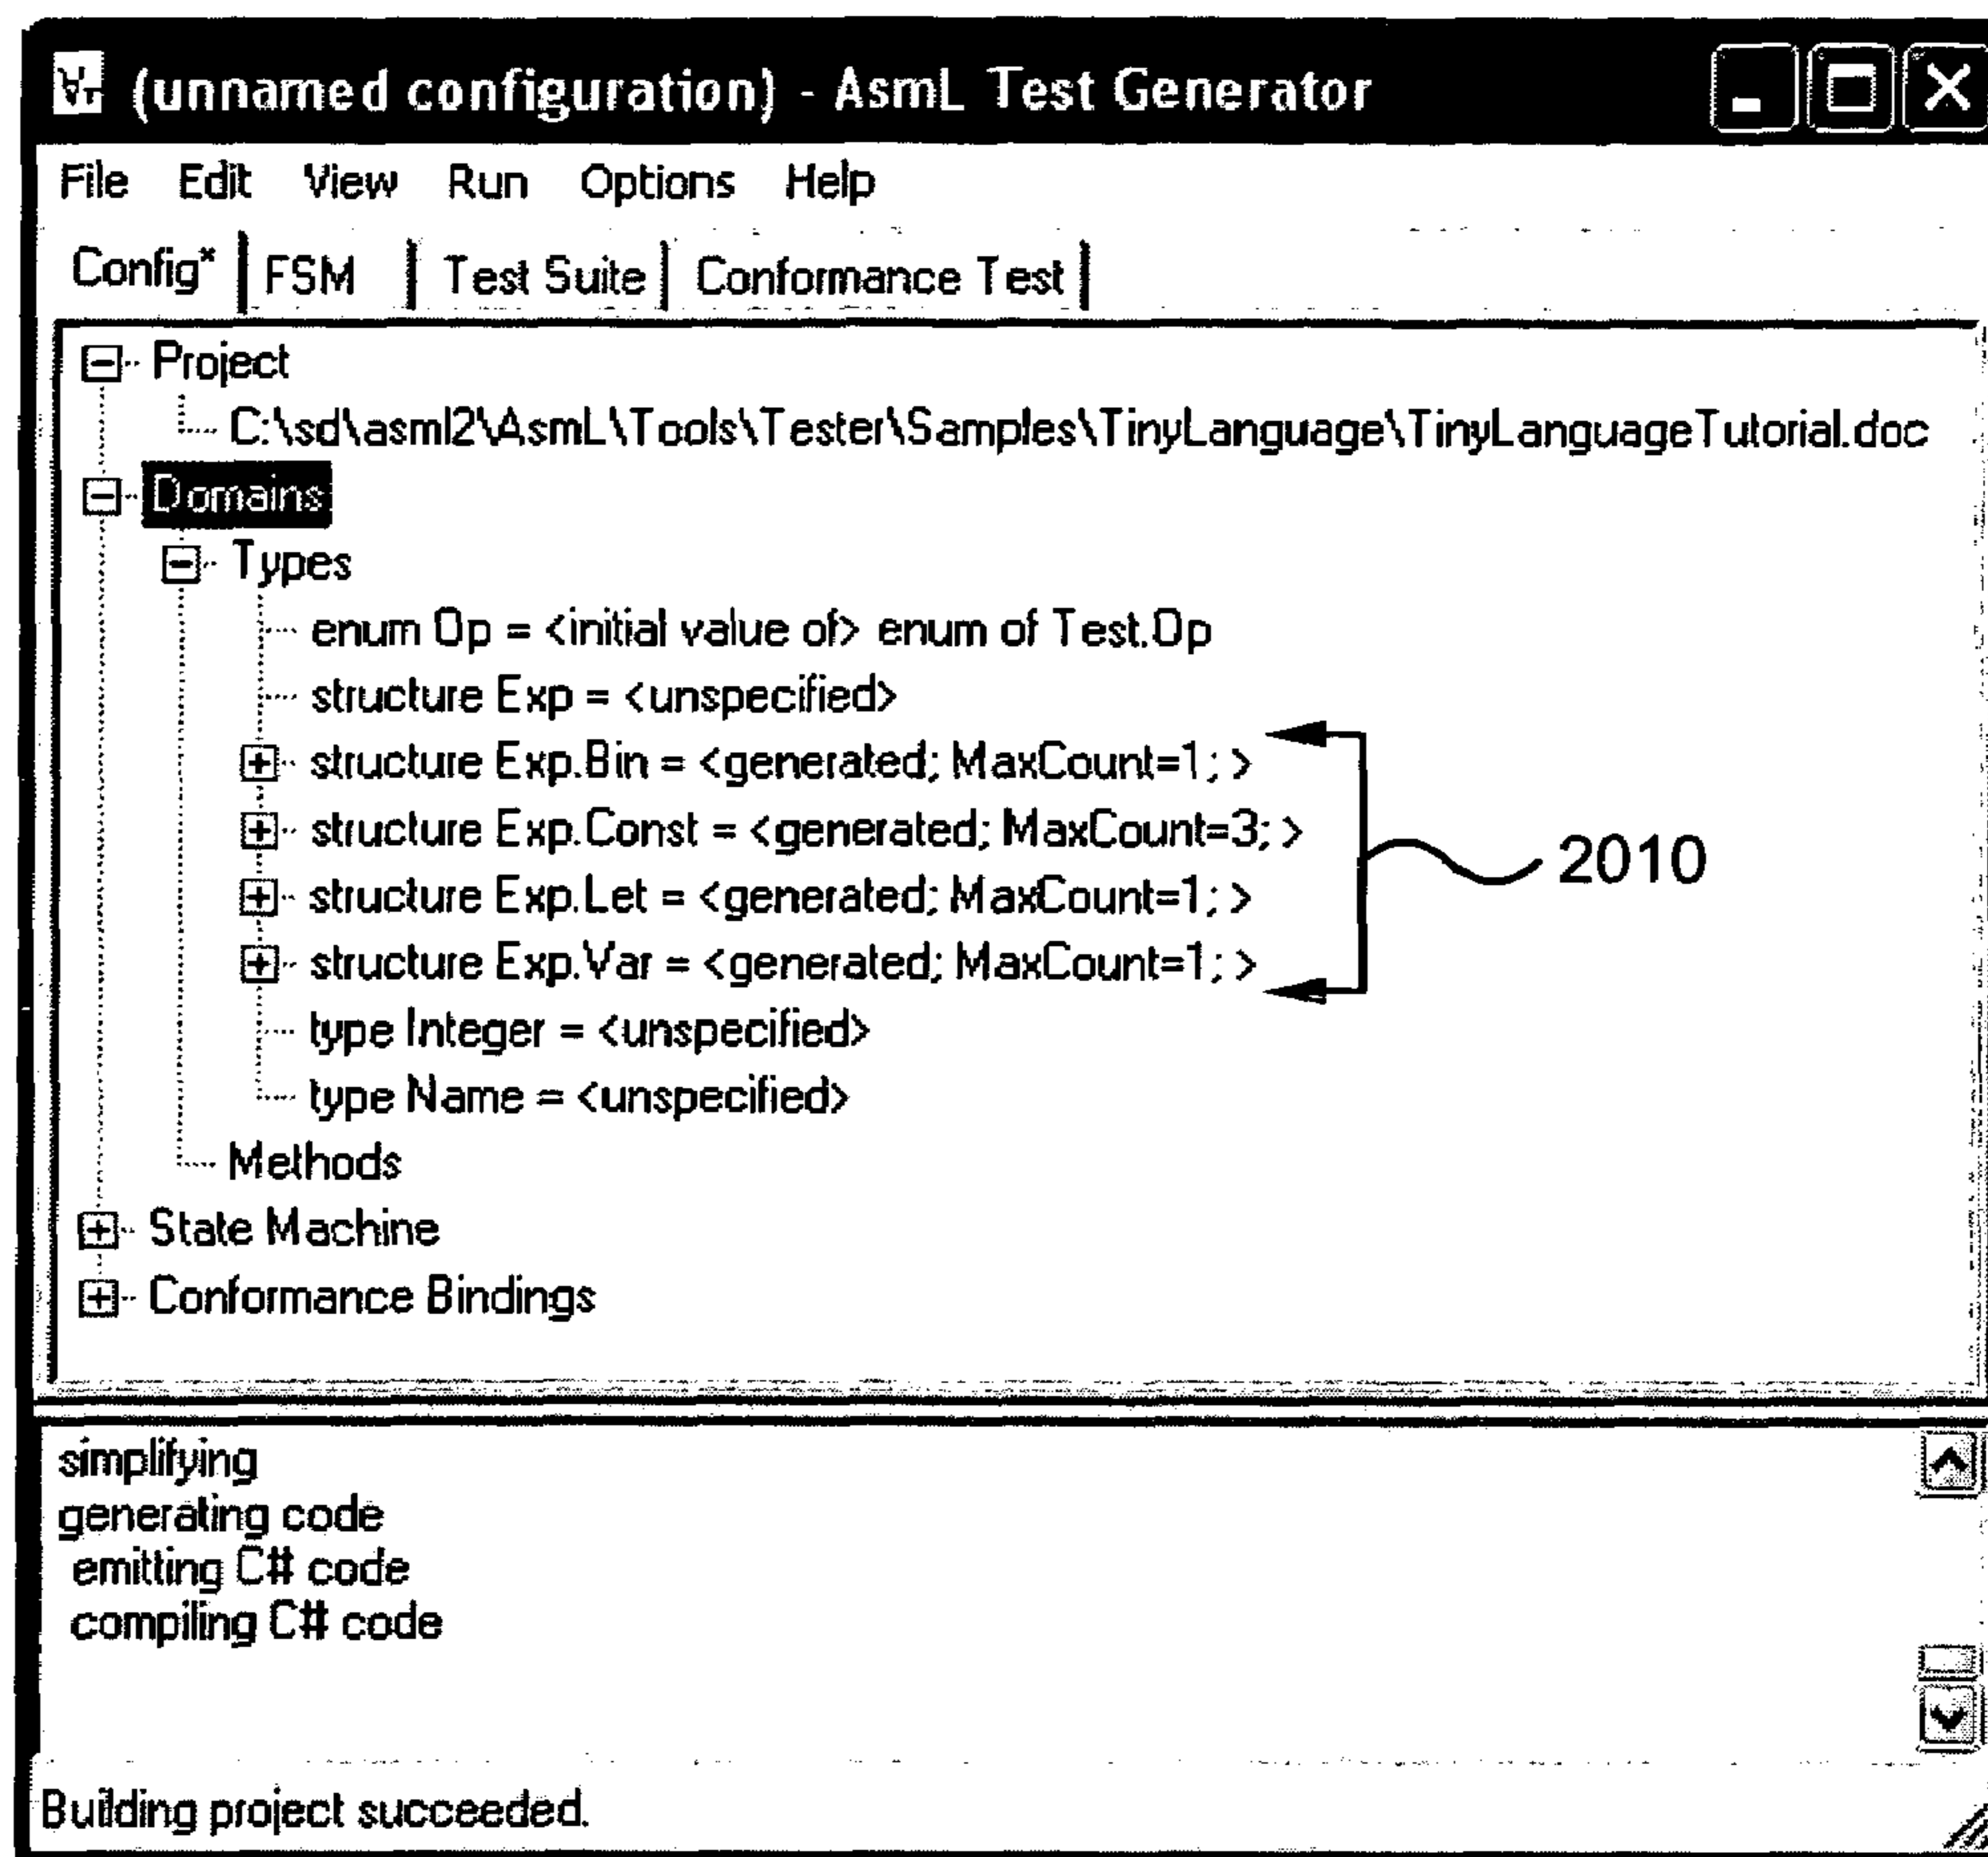 (unnamed configuration) - AsmL Test Generator
File Edit View Run Options Help
Config* FSM Test Suite Conformance Test
Project
C:\sd\asml2\AsmL\Tools\Tester\Samples\TinyLanguage\TinyLanguageTutorial.doc
Domains
Types
enum Op = <initial value of> enum of Test.Op
structure Exp = <unspecified>
structure Exp.Bin = <generated; MaxCount=1; >
structure Exp.Const = <generated; MaxCount=3; >
2010
structure Exp.Let = <generated; MaxCount=1; >
structure Exp.Var = <generated; MaxCount=1; >
type Integer = <unspecified>
type Name = <unspecified>
Methods
State Machine
Conformance Bindings
simplifying
generating code
emitting C# code
compiling C# code
Building project succeeded.